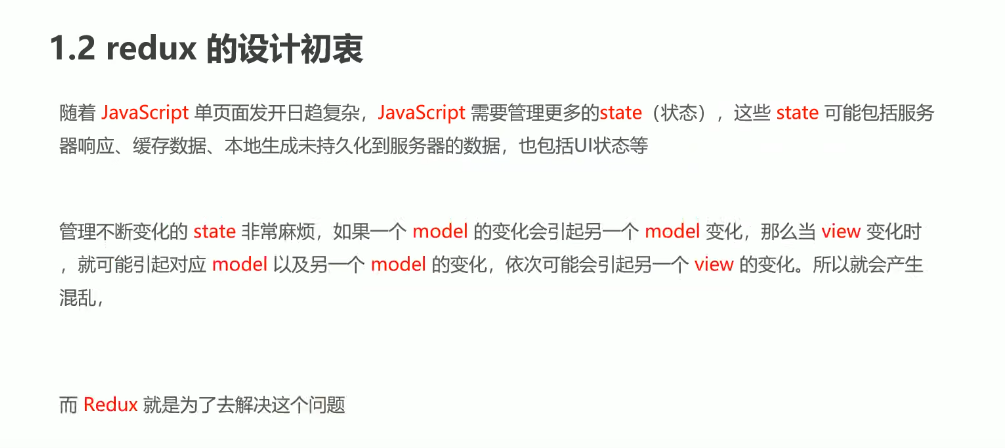 1.2 redux 的设计初衷
随着 JavaScript 单页面发开日趋复杂，JavaScript 需要管理更多的state（状态），这些 state 可能包括服务
器响应、缓存数据、本地生成未持久化到服务器的数据，也包括UI状态等
管理不断变化的 state 非常麻烦，如果一个 model 的变化会引起另一个 model 变化，那么当 view 变化时
，就可能引起对应 model 以及另一个 model 的变化，依次可能会引起另一个 view 的变化。所以就会产生
混乱，
而 Redux 就是为了去解决这个问题